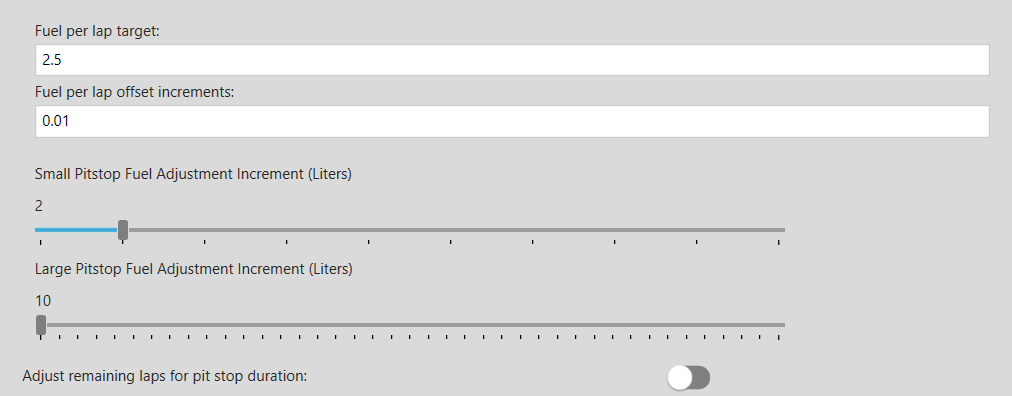 Fuel per lap target:
2.5
Fuel per lap offset increments:
0.01
Small Pitstop Fuel Adjustment Increment (Liters)
2
Large Pitstop Fuel Adjustment Increment (Liters)
10
Adjust remaining laps for pit stop duration: